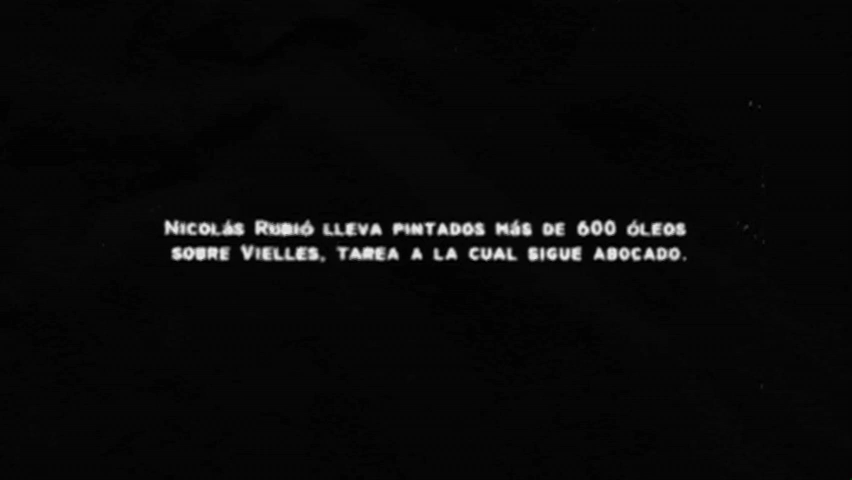 Nicolás Rubió lleva pintados más de 600 óleos
sobre Vielles, tarea a la cual sigue abocado.